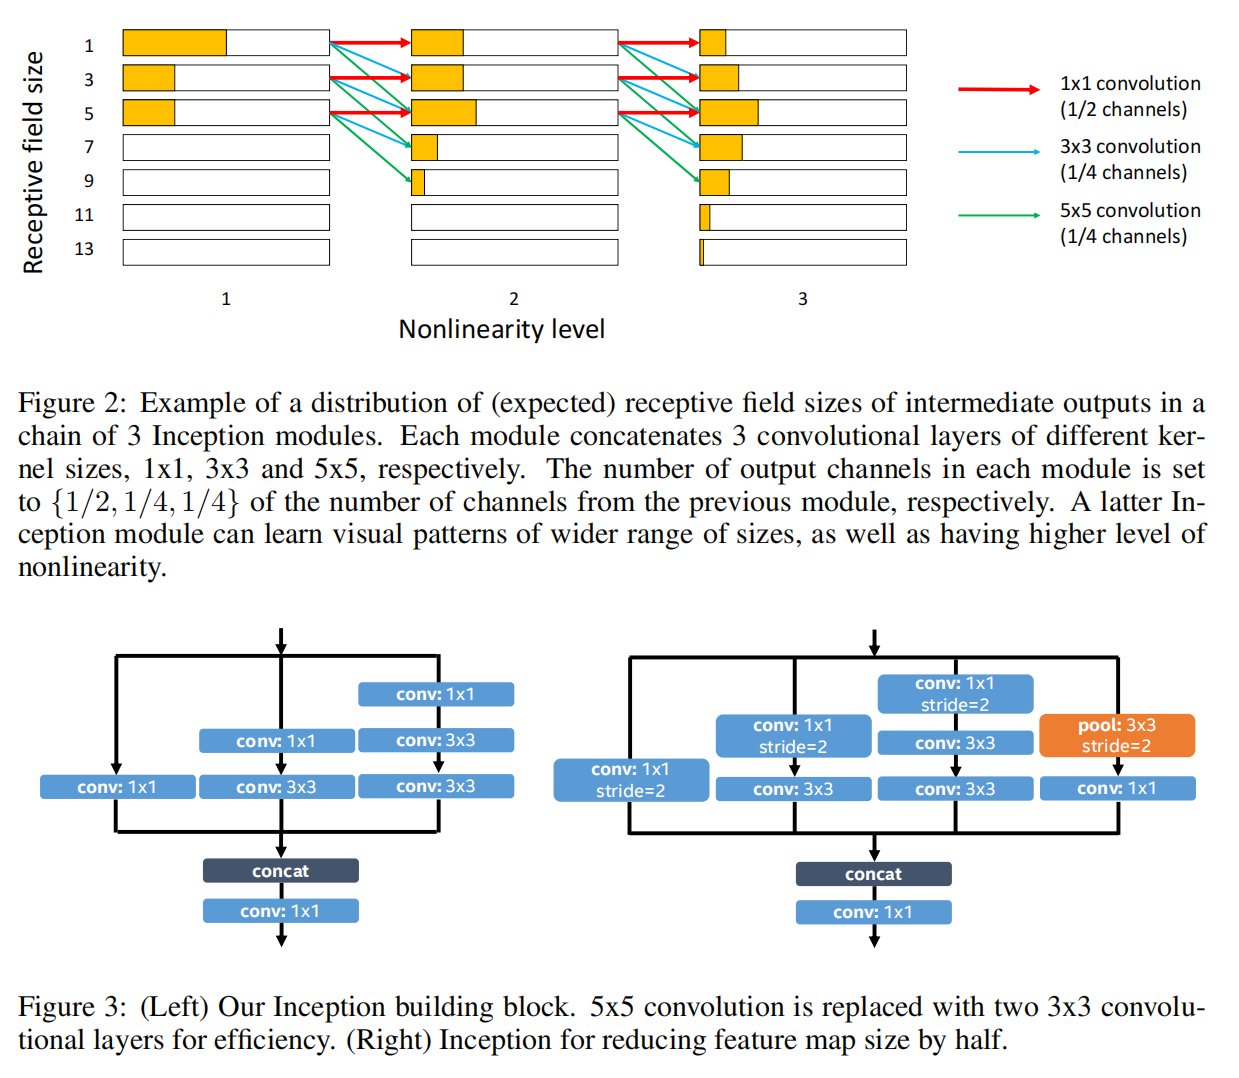 Receptive field size
1
3
5
7
9
11
13
1
2
3
Nonlinearity level
1x1 convolution
(1/2 channels)
3x3 convolution
(1/4 channels)
5x5 convolution
(1/4 channels)
Figure 2: Example of a distribution of (expected) receptive field sizes of intermediate outputs in a
chain of 3 Inception modules. Each module concatenates 3 convolutional layers of different ker-
nel sizes, 1x1, 3x3 and 5x5, respectively. The number of output channels in each module is set
to {1/2, 1/4, 1/4} of the number of channels from the previous module, respectively. A latter In-
ception module can learn visual patterns of wider range of sizes, as well as having higher level of
nonlinearity.
conv: 1x1
conv: 1x1
conv: 3x3
conv: 1x1
conv: 3x3
conv: 3x3
concat
conv: 1x1
conv: 1x1
stride=2
conv: 1x1
stride=2
conv: 3x3
conv: 1x1
stride=2
conv: 3x3
conv: 3x3
pool: 3x3
stride=2
conv: 1x1
concat
conv: 1x1
Figure 3: (Left) Our Inception building block. 5x5 convolution is replaced with two 3x3 convolu-
tional layers for efficiency. (Right) Inception for reducing feature map size by half.